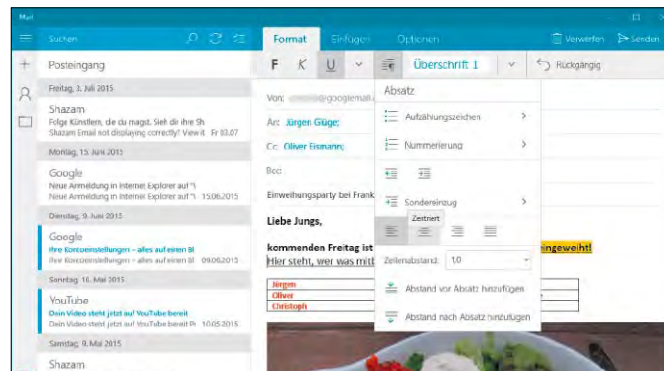 Mail
Suchen
Format Einfügen Optionen
Verwerfen Senden
Posteingang
F K U Überschrift 1 Rückgängig
Freitag, 3. Juli 2015
Shazam
Folge Künstlern, die du magst. Sieh dir ihre Sh
Shazam Email not displaying correctly? View it Fr 03.07
Montag, 15. Juni 2015
Google
Neue Anmeldung in Internet Explorer auf
Neue Anmeldung in Internet Explorer auf 15.06.2015
Dienstag, 9. Juni 2015
Google
Ihre Kontoeinstellungen – alles auf einen Bl
Ihre Kontoeinstellungen – alles auf einen Bl 09.06.2015
Sonntag, 10. Mai 2015
YouTube
Dein Video steht jetzt auf YouTube bereit
Dein Video steht jetzt auf YouTube bereit 10.05.2015
Samstag, 9. Mai 2015
Shazam
Von: @googlemail.
An: Jürgen Güge;
Cc: Oliver Eismann;
Bcc:
Einweihungsparty bei Frank
Liebe Jungs,
kommenden Freitag ist eingeweiht!
Hier steht, wer was mitb
Jürgen
Oliver
Christoph
Absatz
Aufzählungszeichen
Nummerierung
Sondereinzug
Zentriert
Zeilenabstand: 1,0
Abstand vor Absatz hinzufügen
Abstand nach Absatz hinzufügen